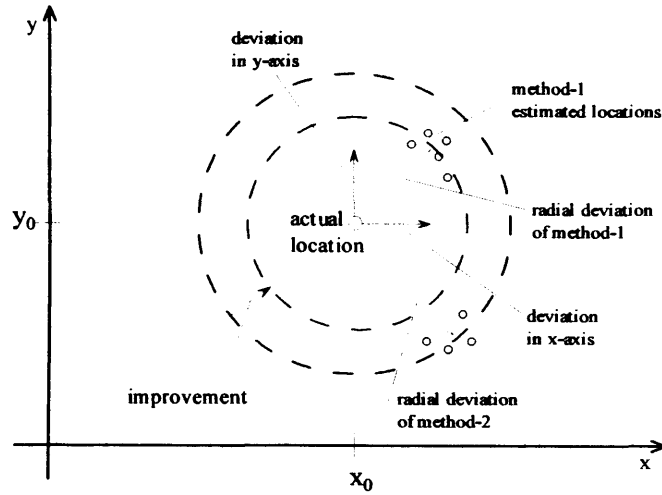 y
deviation
in y-axis
method-1
estimated locations
y0
actual
location
radial deviation
of method-1
deviation
in x-axis
improvement
radial deviation
of method-2
x
x0